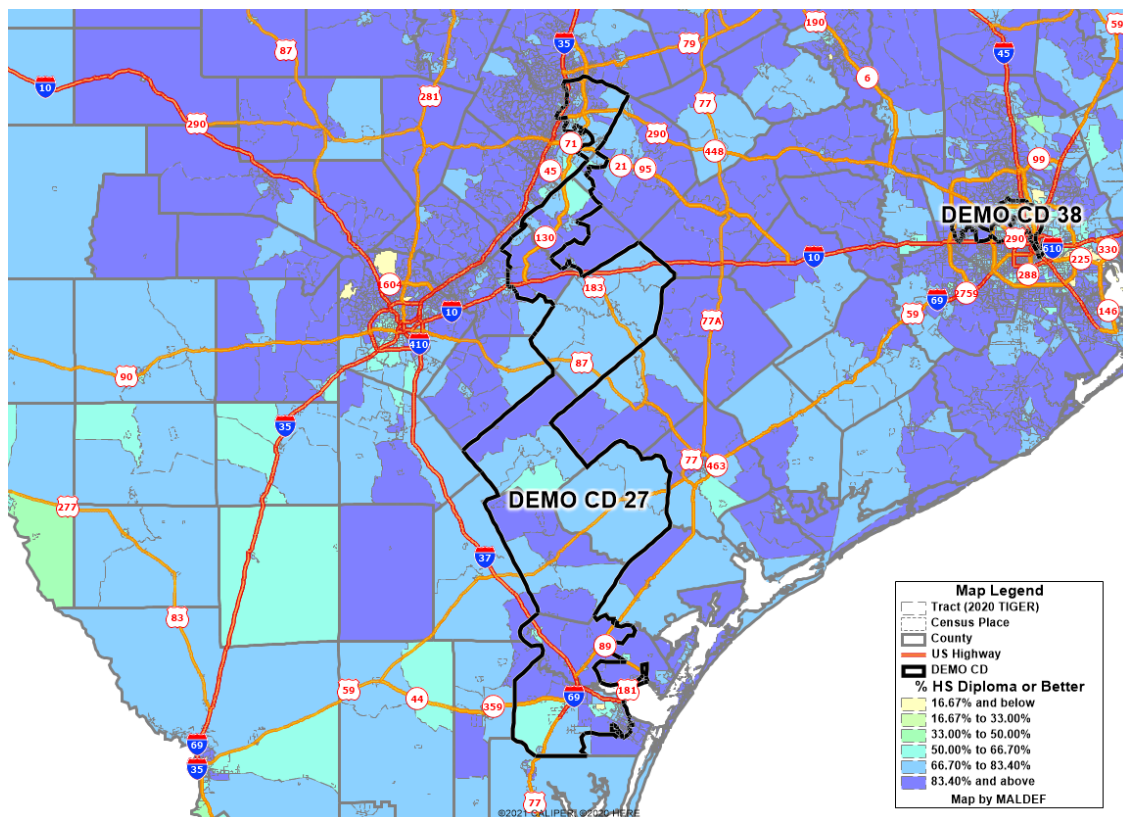 190
59
35
79
87
45
6
10
281
77
290
290
448
71
99
21
95
45
DEMO CD 38
130
290
610
330
10
225
183
1604
288
2759
69
146
10
59
77A
410
87
90
35
77
463
DEMO CD 27
277
37
83
89
59
181
69
44
359
69
35
77
Map Legend
Tract (2020 TIGER)
Census Place
County
US Highway
DEMO CD
% HS Diploma or Better
16.67% and below
16.67% to 33.00%
33.00% to 50.00%
50.00% to 66.70%
66.70% to 83.40%
83.40% and above
Map by MALDEF
©2021 CALIPER; ©2020 HERE